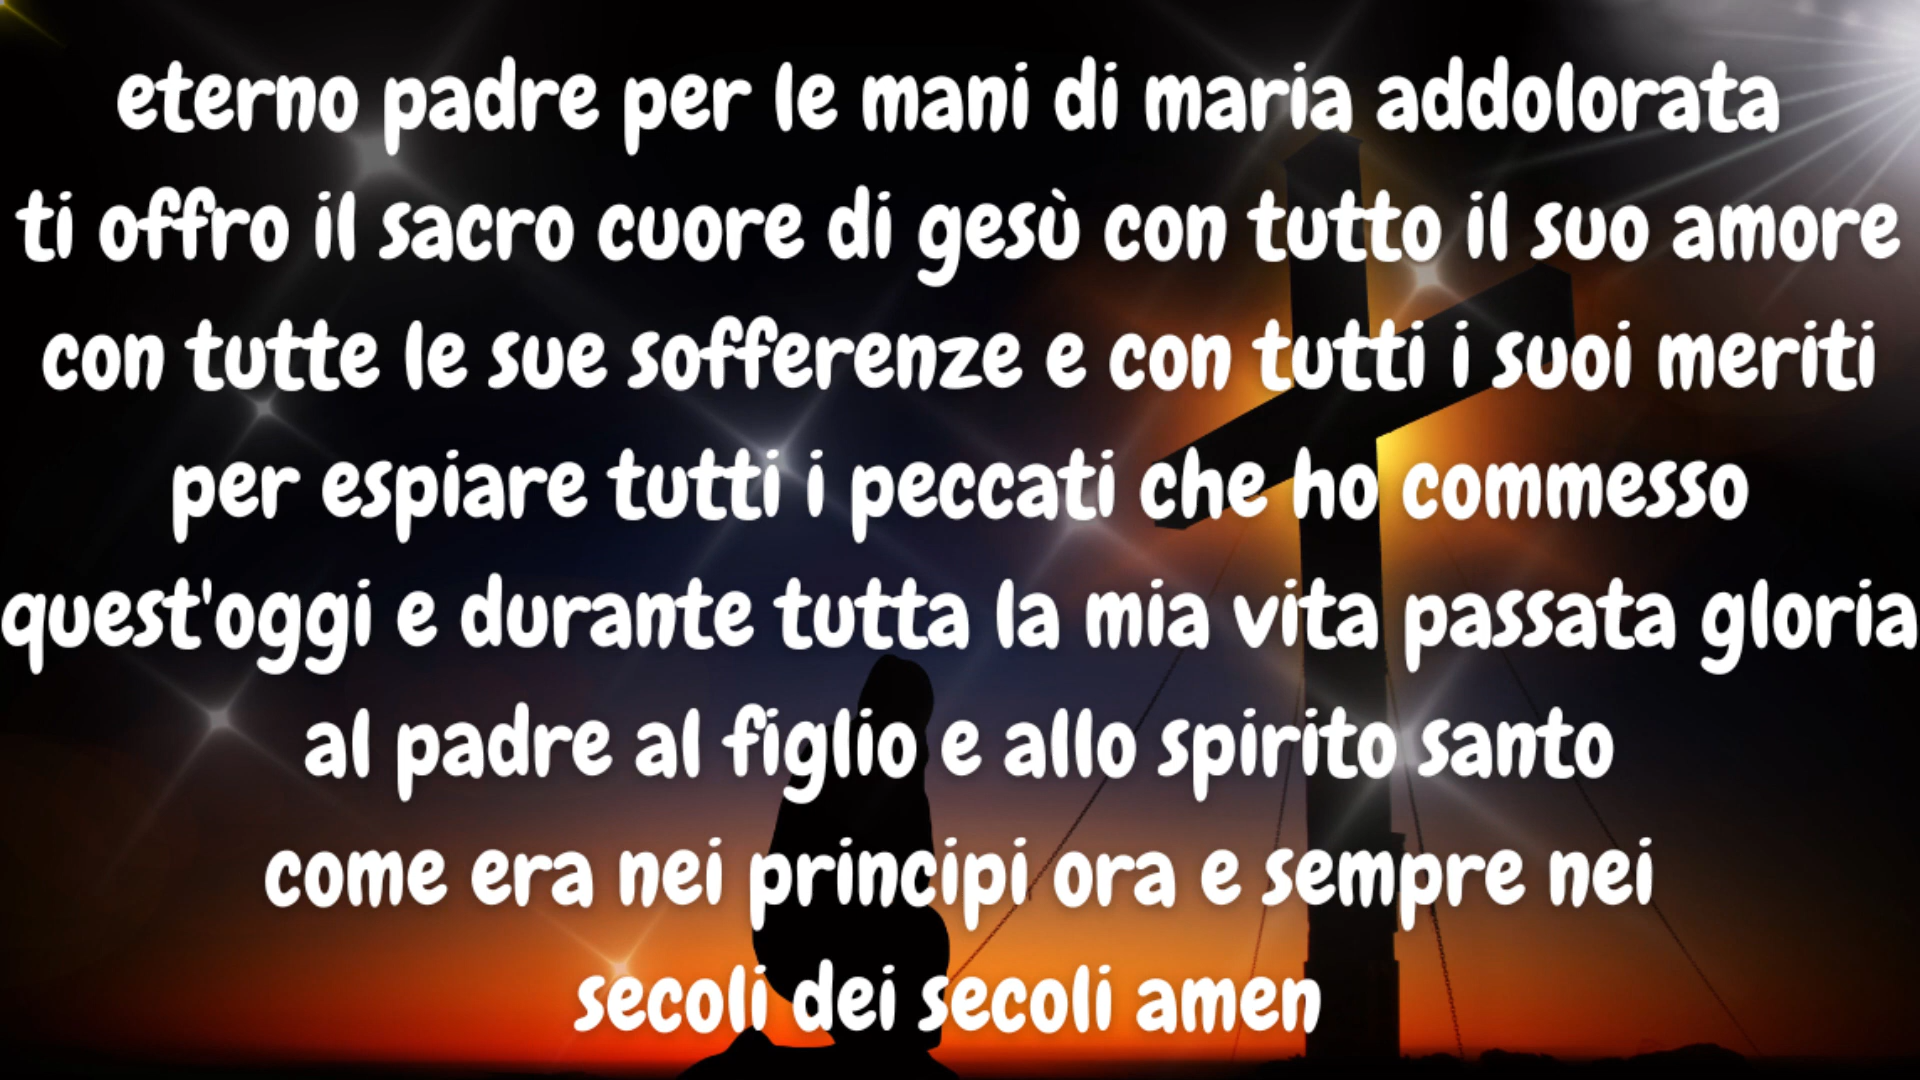 eterno padre per le mani di maria addolorata
ti offro il sacro cuore di gesù con tutto il suo amore
con tutte le sue sofferenze e con tutti i suoi meriti
per espiare tutti i peccati che ho commesso
quest'oggi e durante tutta la mia vita passata gloria
al padre al figlio e allo spirito santo
come era nei principi ora e sempre nei
secoli dei secoli amen